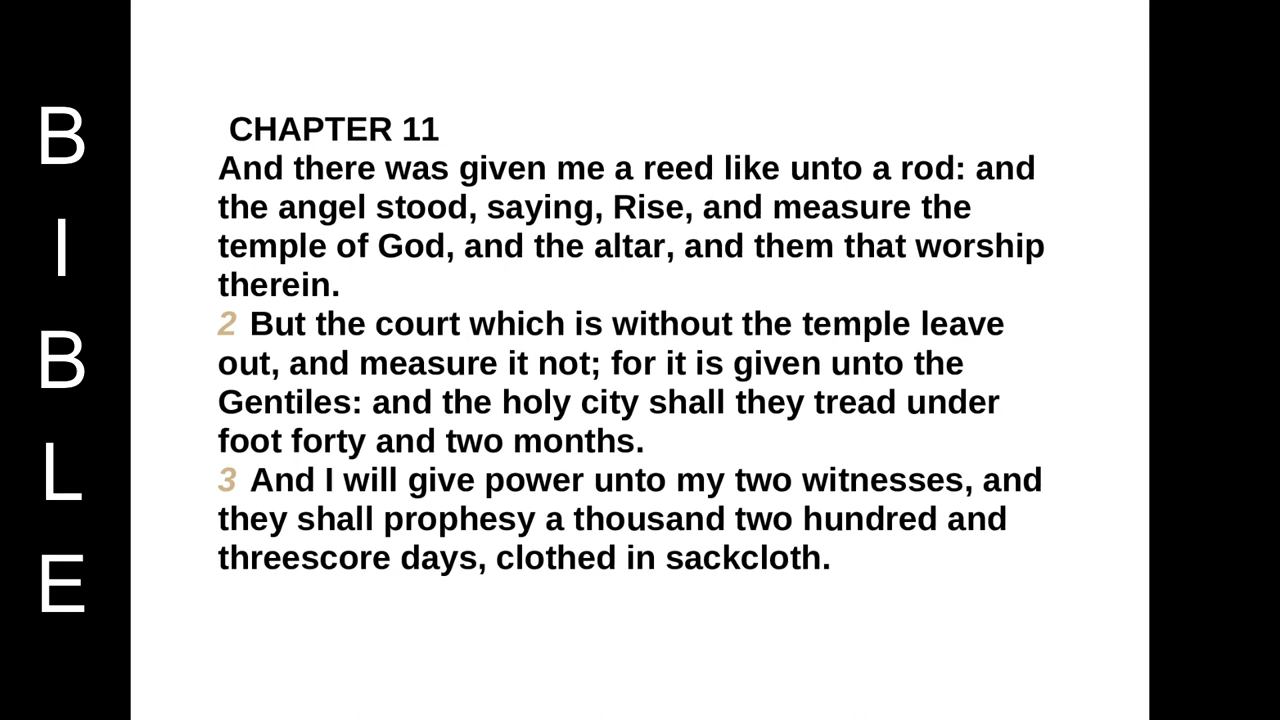 B
I
B
L
E
CHAPTER 11
And there was given me a reed like unto a rod: and
the angel stood, saying, Rise, and measure the
temple of God, and the altar, and them that worship
therein.
2 But the court which is without the temple leave
out, and measure it not; for it is given unto the
Gentiles: and the holy city shall they tread under
foot forty and two months.
3 And I will give power unto my two witnesses, and
they shall prophesy a thousand two hundred and
threescore days, clothed in sackcloth.